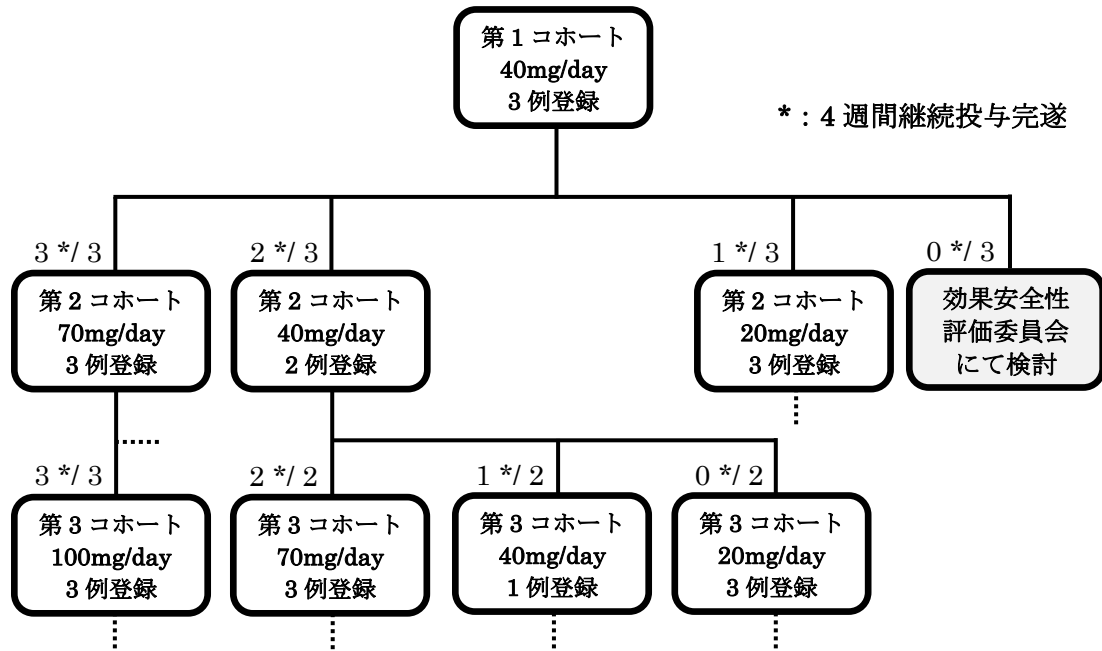 第1コホート
40mg/day
3例登録
*：4週間継続投与完遂
3 */ 3
2 */ 3
1 */ 3
0 */ 3
第2コホート
70mg/day
3例登録
第2コホート
40mg/day
2例登録
第2コホート
20mg/day
3例登録
効果安全性
評価委員会
にて検討
3 */ 3
2 */ 2
1 */ 2
0 */ 2
第3コホート
100mg/day
3例登録
第3コホート
70mg/day
3例登録
第3コホート
40mg/day
1例登録
第3コホート
20mg/day
3例登録